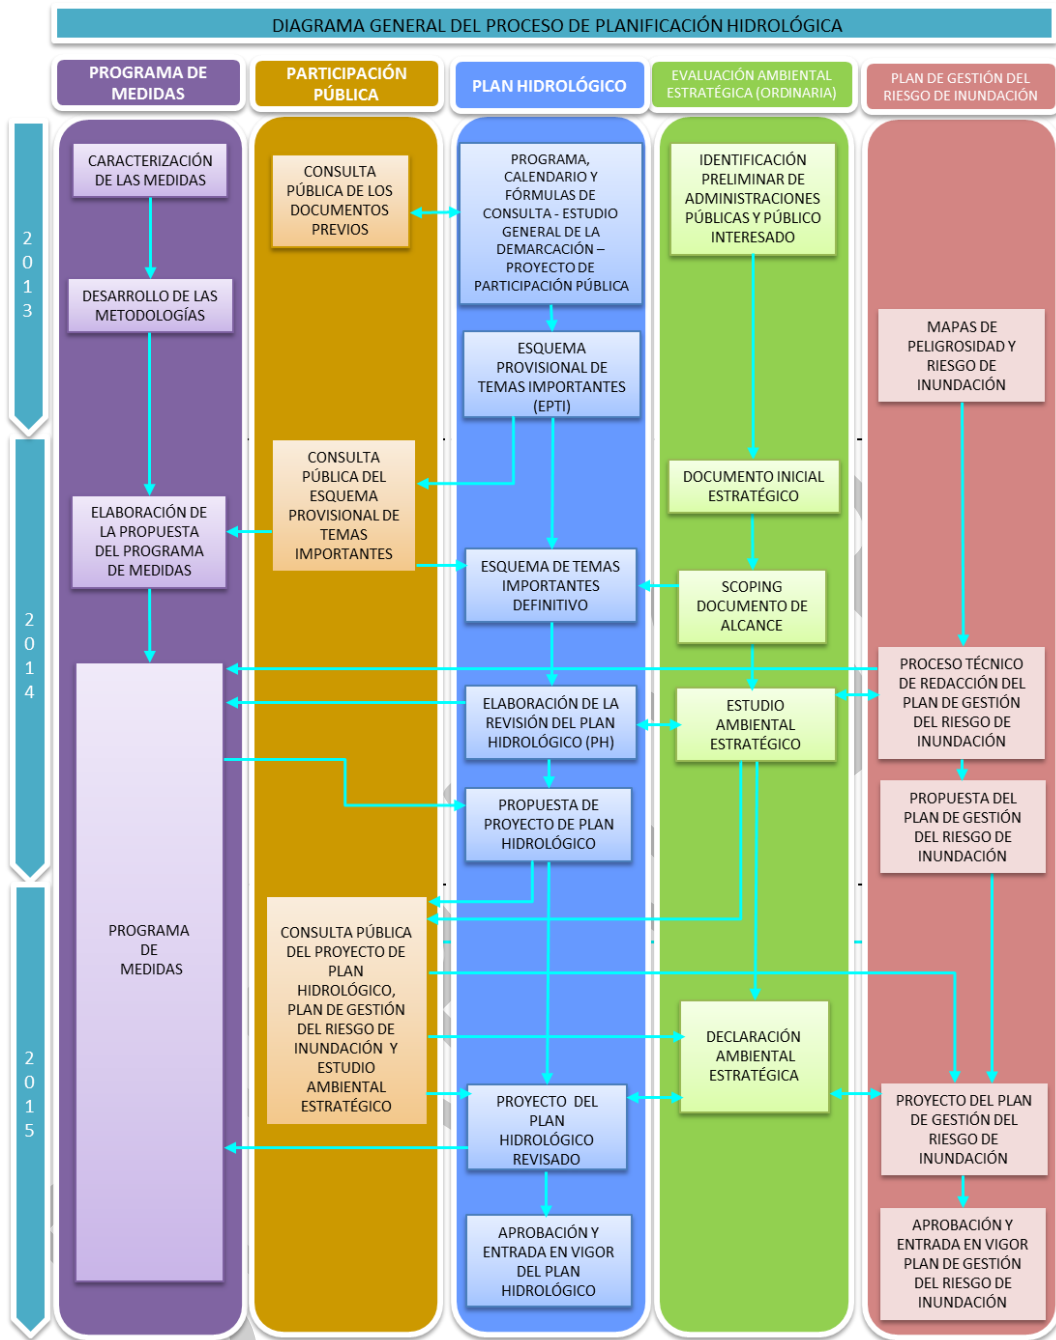 DIAGRAMA GENERAL DEL PROCESO DE PLANIFICACIÓN HIDROLÓGICA
PROGRAMA DE
MEDIDAS
PARTICIPACIÓN
PÚBLICA
PLAN HIDROLÓGICO
EVALUACIÓN AMBIENTAL
ESTRATÉGICA (ORDINARIA)
PLAN DE GESTIÓN DEL
RIESGO DE INUNDACIÓN
2
0
1
3
2
0
1
4
2
0
1
5
CARACTERIZACIÓN
DE LAS MEDIDAS
DESARROLLO DE LAS
METODOLOGÍAS
ELABORACIÓN DE
LA PROPUESTA
DEL PROGRAMA
DE MEDIDAS
PROGRAMA
DE
MEDIDAS
CONSULTA
PÚBLICA DE LOS
DOCUMENTOS
PREVIOS
CONSULTA
PÚBLICA DEL
ESQUEMA
PROVISIONAL DE
TEMAS
IMPORTANTES
CONSULTA PÚBLICA
DEL PROYECTO DE
PLAN
HIDROLÓGICO,
PLAN DE GESTIÓN
DEL RIESGO DE
INUNDACIÓN Y
ESTUDIO
AMBIENTAL
ESTRATÉGICO
PROGRAMA,
CALENDARIO Y
FÓRMULAS DE
CONSULTA - ESTUDIO
GENERAL DE LA
DEMARCACIÓN –
PROYECTO DE
PARTICIPACIÓN PÚBLICA
ESQUEMA
PROVISIONAL DE
TEMAS IMPORTANTES
(EPTI)
ESQUEMA DE TEMAS
IMPORTANTES
DEFINITIVO
ELABORACIÓN DE LA
REVISIÓN DEL PLAN
HIDROLÓGICO (PH)
PROPUESTA DE
PROYECTO DE PLAN
HIDROLÓGICO
PROYECTO DEL
PLAN
HIDROLÓGICO
REVISADO
APROBACIÓN Y
ENTRADA EN VIGOR
DEL PLAN
HIDROLÓGICO
IDENTIFICACIÓN
PRELIMINAR DE
ADMINISTRACIONES
PÚBLICAS Y PÚBLICO
INTERESADO
DOCUMENTO INICIAL
ESTRATÉGICO
SCOPING
DOCUMENTO DE
ALCANCE
ESTUDIO
AMBIENTAL
ESTRATÉGICO
DECLARACIÓN
AMBIENTAL
ESTRATÉGICA
MAPAS DE
PELIGROSIDAD Y
RIESGO DE
INUNDACIÓN
PROCESO TÉCNICO
DE REDACCIÓN DEL
PLAN DE GESTIÓN
DEL RIESGO DE
INUNDACIÓN
PROPUESTA DEL
PLAN DE GESTIÓN
DEL RIESGO DE
INUNDACIÓN
PROYECTO DEL PLAN
DE GESTIÓN DEL
RIESGO DE
INUNDACIÓN
APROBACIÓN Y
ENTRADA EN VIGOR
PLAN DE GESTIÓN
DEL RIESGO DE
INUNDACIÓN